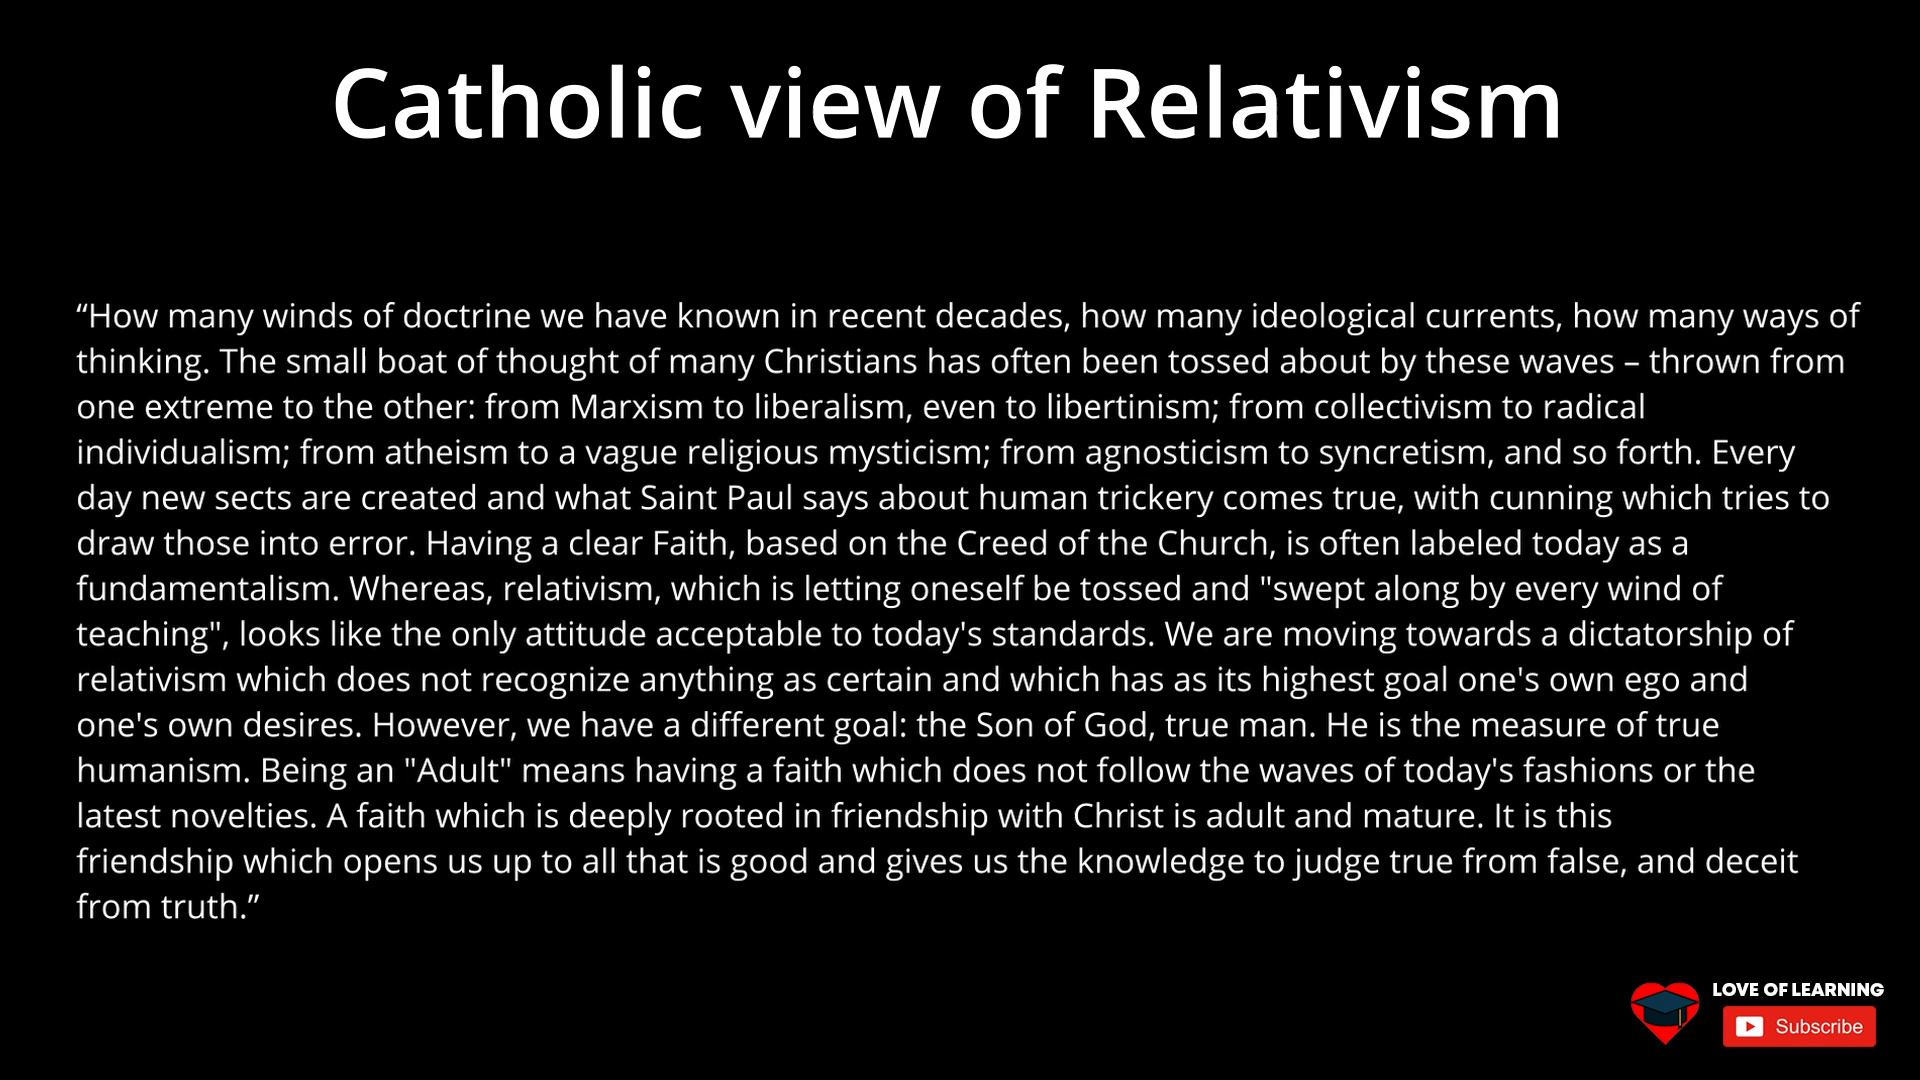 Catholic view of Relativism
“How many winds of doctrine we have known in recent decades, how many ideological currents, how many ways of
thinking. The small boat of thought of many Christians has often been tossed about by these waves – thrown from
one extreme to the other: from Marxism to liberalism, even to libertinism; from collectivism to radical
individualism; from atheism to a vague religious mysticism; from agnosticism to syncretism, and so forth. Every
day new sects are created and what Saint Paul says about human trickery comes true, with cunning which tries to
draw those into error. Having a clear Faith, based on the Creed of the Church, is often labeled today as a
fundamentalism. Whereas, relativism, which is letting oneself be tossed and "swept along by every wind of
teaching", looks like the only attitude acceptable to today's standards. We are moving towards a dictatorship of
relativism which does not recognize anything as certain and which has as its highest goal one's own ego and
one's own desires. However, we have a different goal: the Son of God, true man. He is the measure of true
humanism. Being an "Adult" means having a faith which does not follow the waves of today's fashions or the
latest novelties. A faith which is deeply rooted in friendship with Christ is adult and mature. It is this
friendship which opens us up to all that is good and gives us the knowledge to judge true from false, and deceit
from truth.”
LOVE OF LEARNING
Subscribe